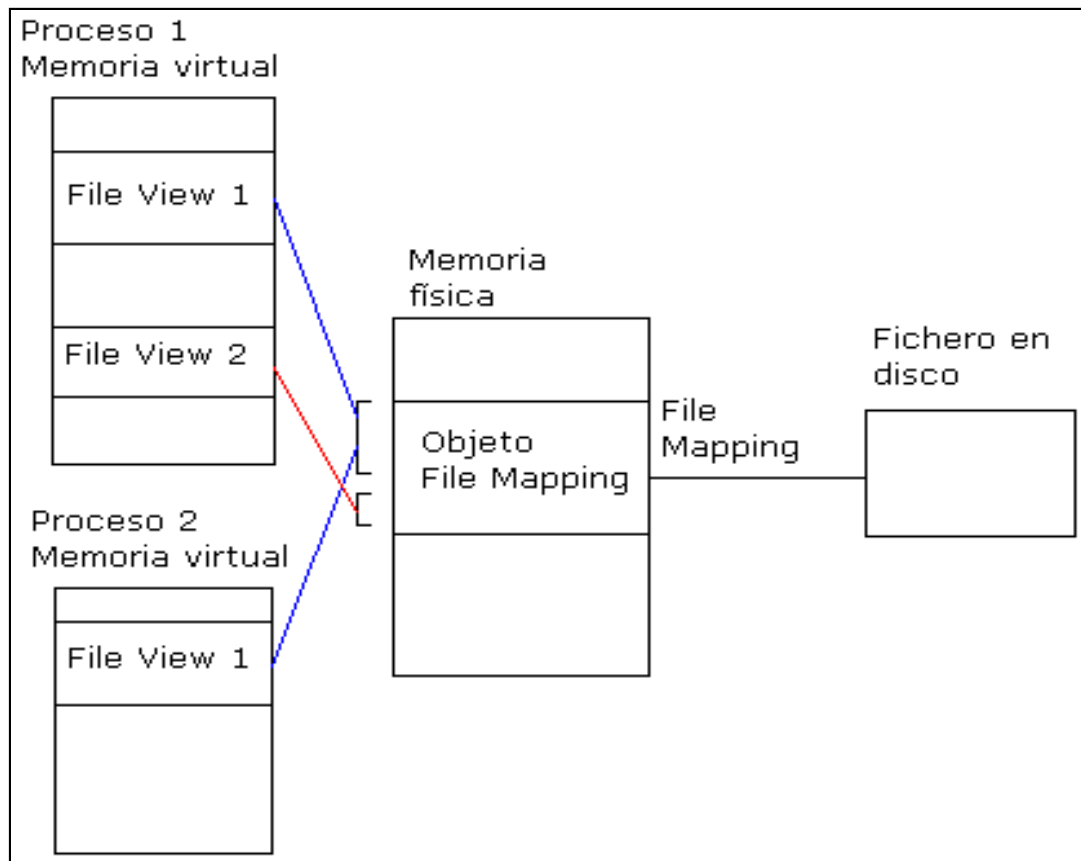 Proceso 1
Memoria virtual
File View 1
File View 2
Proceso 2
Memoria virtual
File View 1
Memoria
física
Objeto
File Mapping
File
Mapping
Fichero en
disco